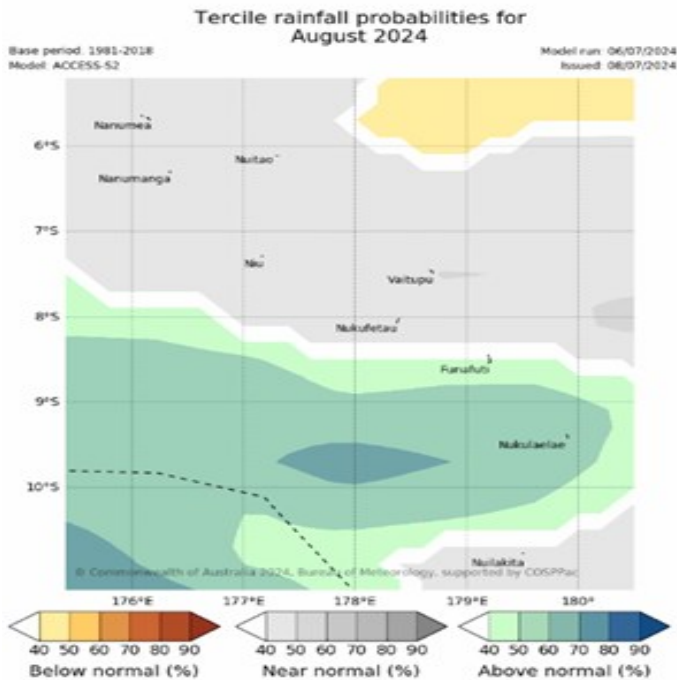 Tercile rainfall probabilities for
August 2024
Base period: 1981-2018
Model: ACCESS-S2
Model run: 06/07/2024
Issued: 08/07/2024
Nanumea
6°S
Nuitao
Nanumanga
7°S
Niu
Vaitupu
8°S
Nukufetau
Funafuti
9°S
Nukulaelae
10°S
Nuilakita
© Commonwealth of Australia 2024, Bureau of Meteorology, supported by COSPPac
176°E 177°E 178°E 179°E 180°
40 50 60 70 80 90 40 50 60 70 80 90 40 50 60 70 80 90
Below normal (%) Near normal (%) Above normal (%)